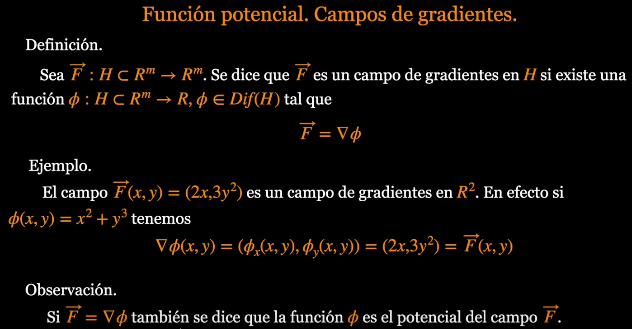 Función potencial. Campos de gradientes.
Definición.
Sea $\overrightarrow{F} : H \subset R^m \to R^m$. Se dice que $\overrightarrow{F}$ es un campo de gradientes en $H$ si existe una
función $\phi : H \subset R^m \to R, \phi \in Dif(H)$ tal que
$\overrightarrow{F} = \nabla \phi$
Ejemplo.
El campo $\overrightarrow{F}(x, y) = (2x,3y^2)$ es un campo de gradientes en $R^2$. En efecto si
$\phi(x, y) = x^2 + y^3$ tenemos
$\nabla \phi(x, y) = (\phi_x(x, y), \phi_y(x, y)) = (2x,3y^2) = \overrightarrow{F}(x, y)$
Observación.
Si $\overrightarrow{F} = \nabla \phi$ también se dice que la función $\phi$ es el potencial del campo $\overrightarrow{F}$.